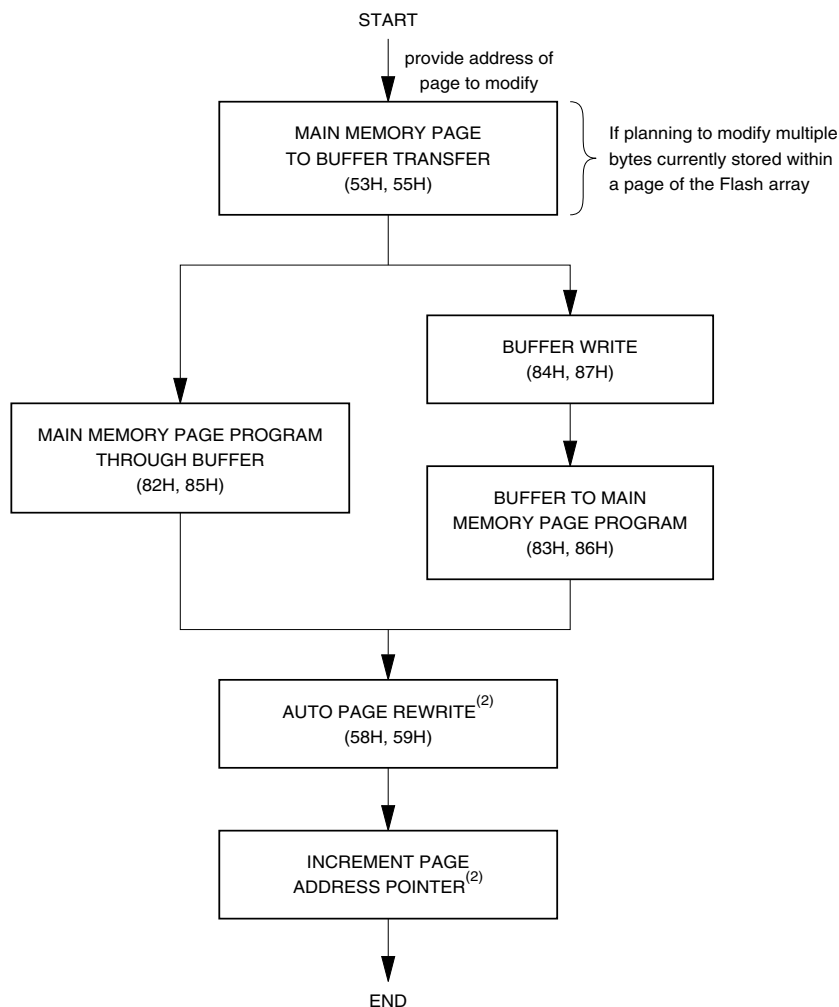 START
provide address of
page to modify
MAIN MEMORY PAGE
TO BUFFER TRANSFER
(53H, 55H)
If planning to modify multiple
bytes currently stored within
a page of the Flash array
BUFFER WRITE
(84H, 87H)
MAIN MEMORY PAGE PROGRAM
THROUGH BUFFER
(82H, 85H)
BUFFER TO MAIN
MEMORY PAGE PROGRAM
(83H, 86H)
AUTO PAGE REWRITE(2)
(58H, 59H)
INCREMENT PAGE
ADDRESS POINTER(2)
END